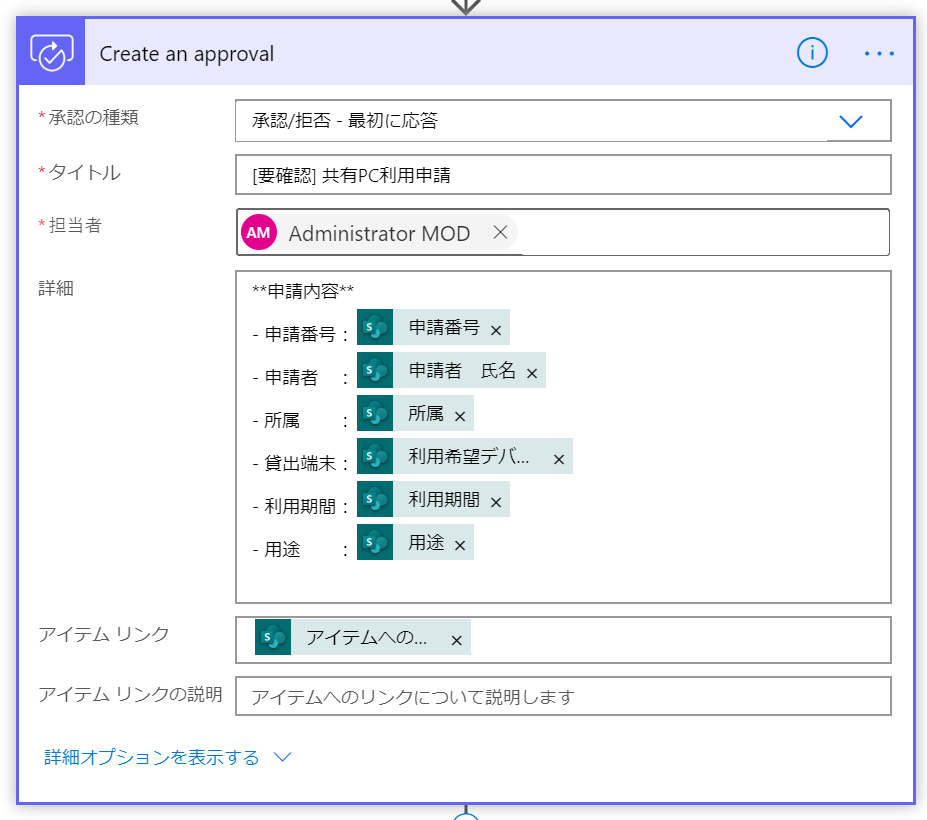 Create an approval
*承認の種類 承認/拒否 - 最初に応答
*タイトル [要確認] 共有PC利用申請
*担当者 AM Administrator MOD ×
詳細 **申請内容**
- 申請番号 : S 申請番号 ×
- 申請者　 : S 申請者　氏名 ×
- 所属　　 : S 所属 ×
- 貸出端末 : S 利用希望デバ... ×
- 利用期間 : S 利用期間 ×
- 用途　　 : S 用途 ×
アイテム リンク S アイテムへの... ×
アイテム リンクの説明 アイテムへのリンクについて説明します
詳細オプションを表示する